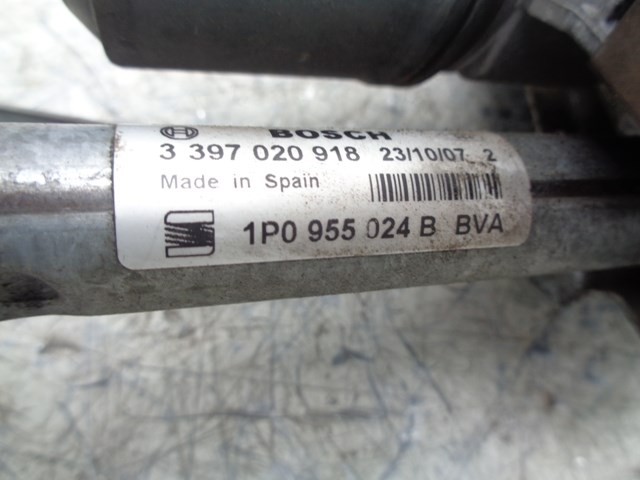 BOSCH
3 397 020 918 23/10/07 2
Made in Spain
1P0 955 024 B BVA